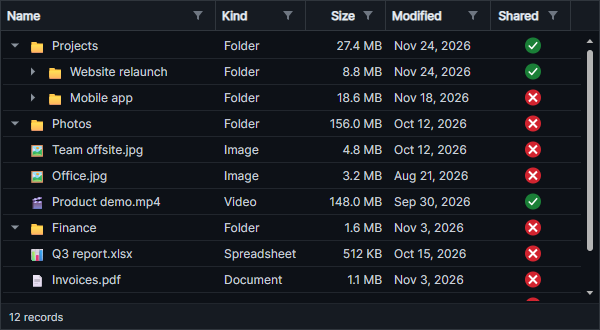 Name Kind Size Modified Shared
Projects Folder 27.4 MB Nov 24, 2026
Website relaunch Folder 8.8 MB Nov 24, 2026
Mobile app Folder 18.6 MB Nov 18, 2026
Photos Folder 156.0 MB Oct 12, 2026
Team offsite.jpg Image 4.8 MB Oct 12, 2026
Office.jpg Image 3.2 MB Aug 21, 2026
Product demo.mp4 Video 148.0 MB Sep 30, 2026
Finance Folder 1.6 MB Nov 3, 2026
Q3 report.xlsx Spreadsheet 512 KB Oct 15, 2026
Invoices.pdf Document 1.1 MB Nov 3, 2026
12 records